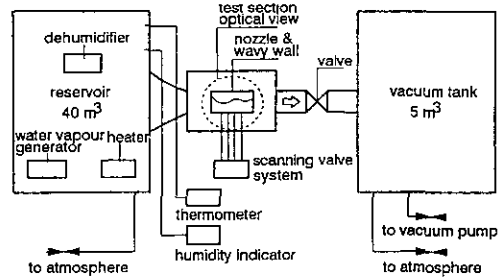 test section
optical view
nozzle &
wavy wall
dehumidifier
valve
reservoir
40 m³
vacuum tank
5 m³
water vapour
generator
heater
scanning valve
system
thermometer
humidity indicator
to atmosphere
to vacuum pump
to atmosphere